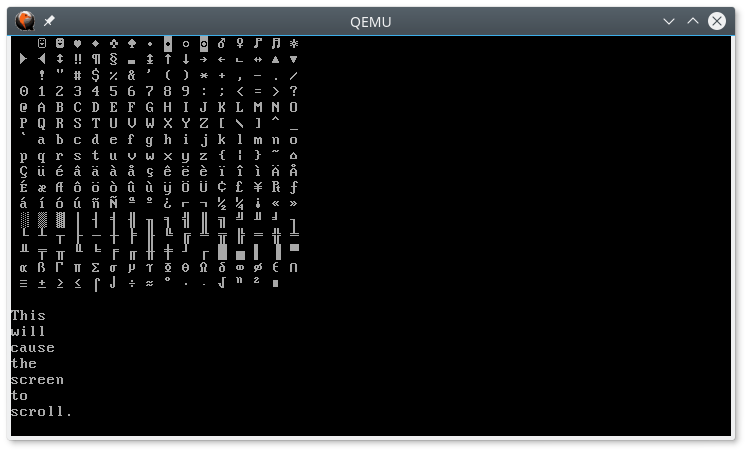 QEMU
☺ ☻ ♥ ♦ ♣ ♠ • ◘ ○ ◙ ♂ ♀ ♪ ♫ ☼
► ◄ ↕ ‼ ¶ § ▬ ↨ ↑ ↓ → ← ∟ ↔ ▲ ▼
! " # $ % & ' ( ) * + , - . /
0 1 2 3 4 5 6 7 8 9 : ; < = > ?
@ A B C D E F G H I J K L M N O
P Q R S T U V W X Y Z [ \ ] ^ _
` a b c d e f g h i j k l m n o
p q r s t u v w x y z { ¦ } ~ ⌂
Ç ü é â ä à å ç ê ë è ï î ì Ä Å
É æ Æ ô ö ò û ù ÿ Ö Ü ¢ £ ¥ ₧ ƒ
á í ó ú ñ Ñ ª º ¿ ⌐ ¬ ½ ¼ ¡ « »
░ ▒ ▓ │ ┤ ╡ ╢ ╖ ╕ ╣ ║ ╗ ╝ ╜ ╛ ┐
└ ┴ ┬ ├ ─ ┼ ╞ ╟ ╚ ╔ ╩ ╦ ╠ ═ ╬ ╧
╨ ╤ ╥ ╙ ╘ ╒ ╓ ╫ ╪ ┘ ┌ █ ▄ ▌ ▐ ▀
α ß Γ π Σ σ µ τ Φ Θ Ω δ ∞ φ ε ∩
≡ ± ≥ ≤ ⌠ ⌡ ÷ ≈ ° ∙ · √ ⁿ ² ■
This
will
cause
the
screen
to
scroll.